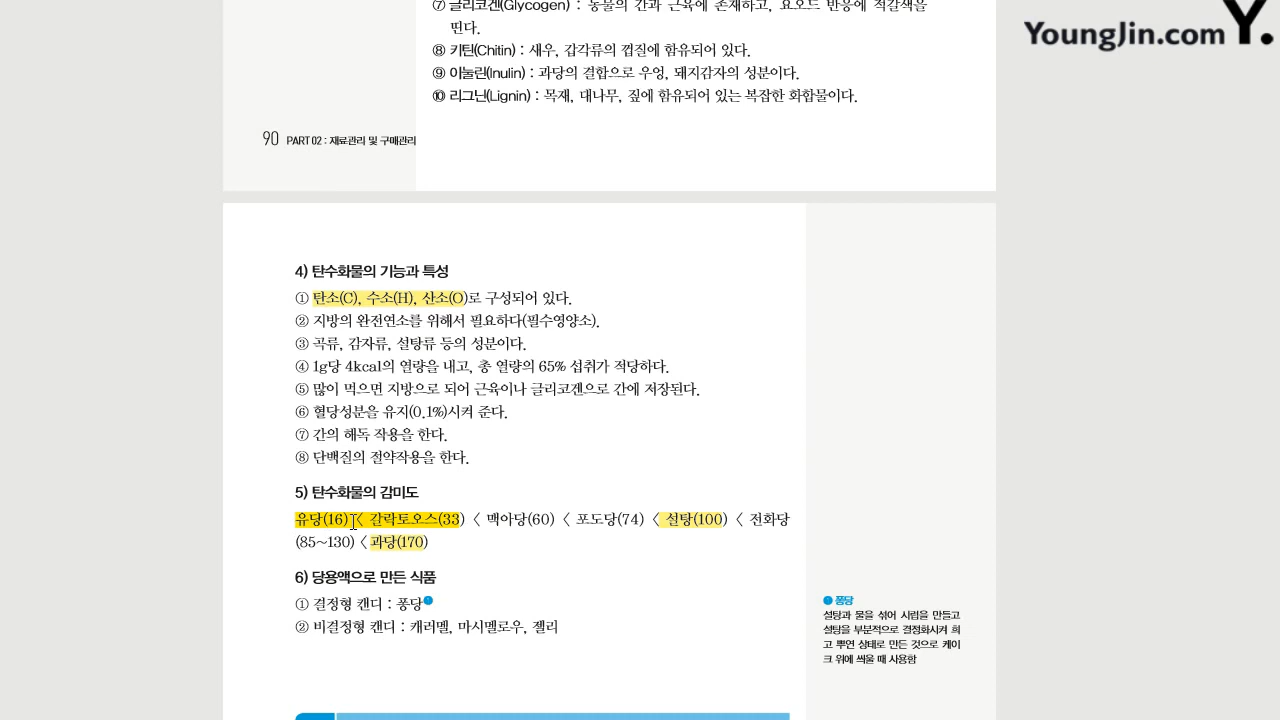 ⑦ 글리코겐(Glycogen) : 동물의 간과 근육에 존재하고, 요오드 반응에 적갈색을
띤다.
⑧ 키틴(Chitin) : 새우, 갑각류의 껍질에 함유되어 있다.
⑨ 이눌린(Inulin) : 과당의 결합으로 우엉, 돼지감자의 성분이다.
⑩ 리그닌(Lignin) : 목재, 대나무, 짚에 함유되어 있는 복잡한 화합물이다.
YoungJin.com Y.
90 PART 02 : 재료관리 및 구매관리
4) 탄수화물의 기능과 특성
① 탄소(C), 수소(H), 산소(O)로 구성되어 있다.
② 지방의 완전연소를 위해서 필요하다(필수영양소).
③ 곡류, 감자류, 설탕류 등의 성분이다.
④ 1g당 4kcal의 열량을 내고, 총 열량의 65% 섭취가 적당하다.
⑤ 많이 먹으면 지방으로 되어 근육이나 글리코겐으로 간에 저장된다.
⑥ 혈당성분을 유지(0.1%)시켜 준다.
⑦ 간의 해독 작용을 한다.
⑧ 단백질의 절약작용을 한다.
5) 탄수화물의 감미도
유당(16) < 갈락토오스(33) < 맥아당(60) < 포도당(74) < 설탕(100) < 전화당
(85~130) < 과당(170)
6) 당용액으로 만든 식품
① 결정형 캔디 : 퐁당
② 비결정형 캔디 : 캐러멜, 마시멜로우, 젤리
퐁당
설탕과 물을 섞어 시럽을 만들고
설탕을 부분적으로 결정화시켜 희
고 뿌연 상태로 만든 것으로 케이
크 위에 씌울 때 사용함